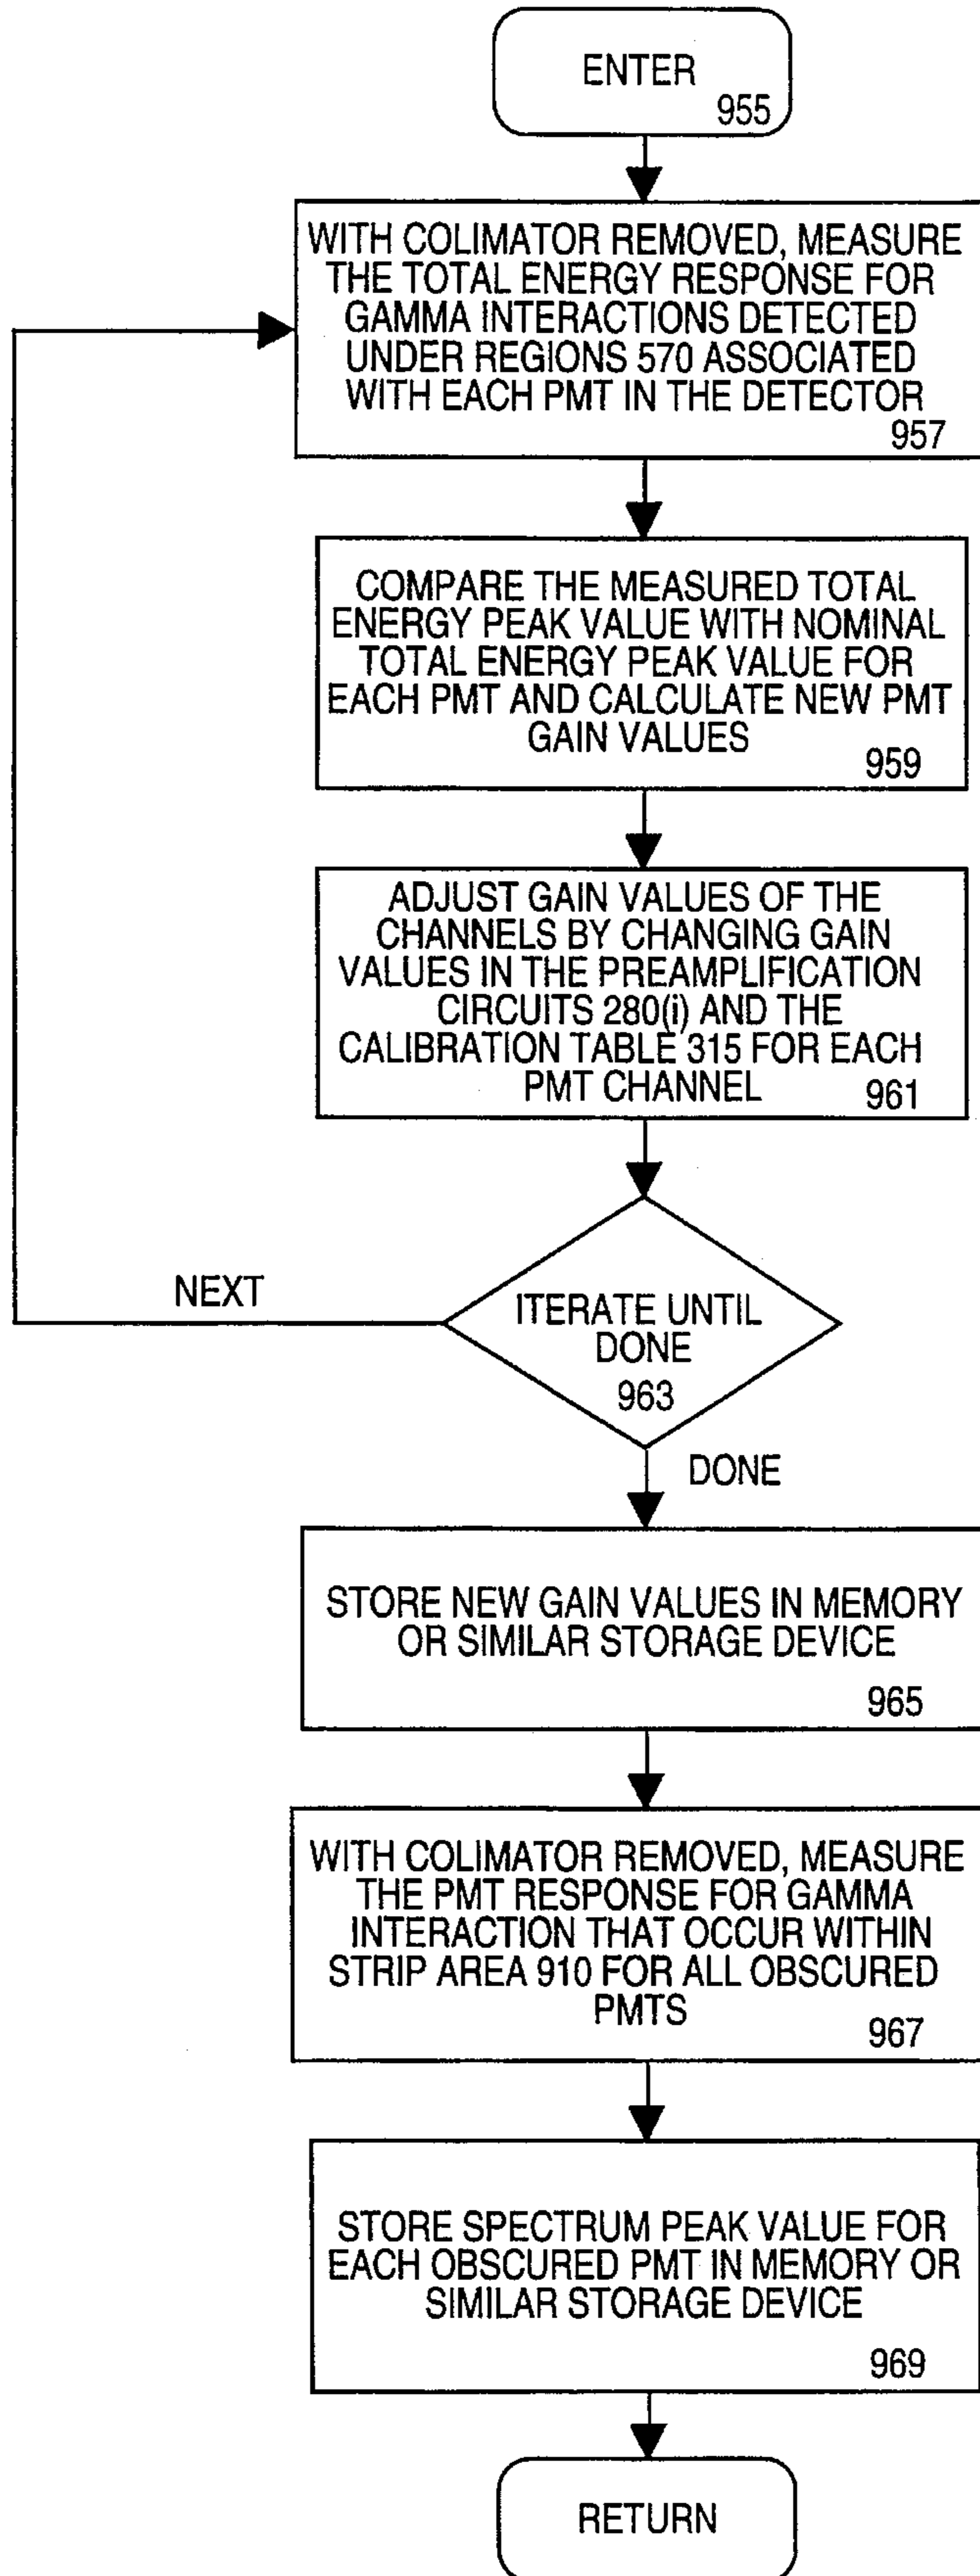 ENTER
955
WITH COLIMATOR REMOVED, MEASURE
THE TOTAL ENERGY RESPONSE FOR
GAMMA INTERACTIONS DETECTED
UNDER REGIONS 570 ASSOCIATED
WITH EACH PMT IN THE DETECTOR
957
COMPARE THE MEASURED TOTAL
ENERGY PEAK VALUE WITH NOMINAL
TOTAL ENERGY PEAK VALUE FOR
EACH PMT AND CALCULATE NEW PMT
GAIN VALUES
959
ADJUST GAIN VALUES OF THE
CHANNELS BY CHANGING GAIN
VALUES IN THE PREAMPLIFICATION
CIRCUITS 280(i) AND THE
CALIBRATION TABLE 315 FOR EACH
PMT CHANNEL 961
NEXT
ITERATE UNTIL
DONE
963
DONE
STORE NEW GAIN VALUES IN MEMORY
OR SIMILAR STORAGE DEVICE
965
WITH COLIMATOR REMOVED, MEASURE
THE PMT RESPONSE FOR GAMMA
INTERACTION THAT OCCUR WITHIN
STRIP AREA 910 FOR ALL OBSCURED
PMTS
967
STORE SPECTRUM PEAK VALUE FOR
EACH OBSCURED PMT IN MEMORY OR
SIMILAR STORAGE DEVICE
969
RETURN